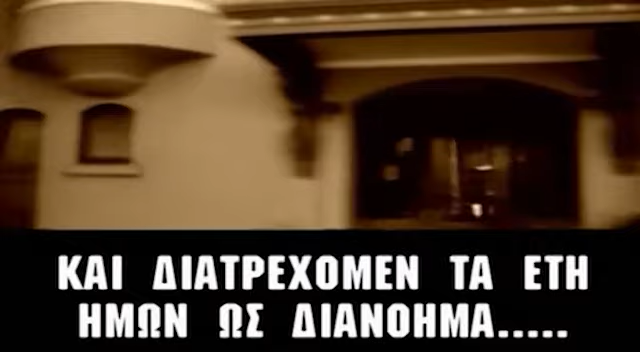 ΚΑΙ ΔΙΑΤΡΕΧΟΜΕΝ ΤΑ ΕΤΗ
ΗΜΩΝ ΩΣ ΔΙΑΝΟΗΜΑ.....